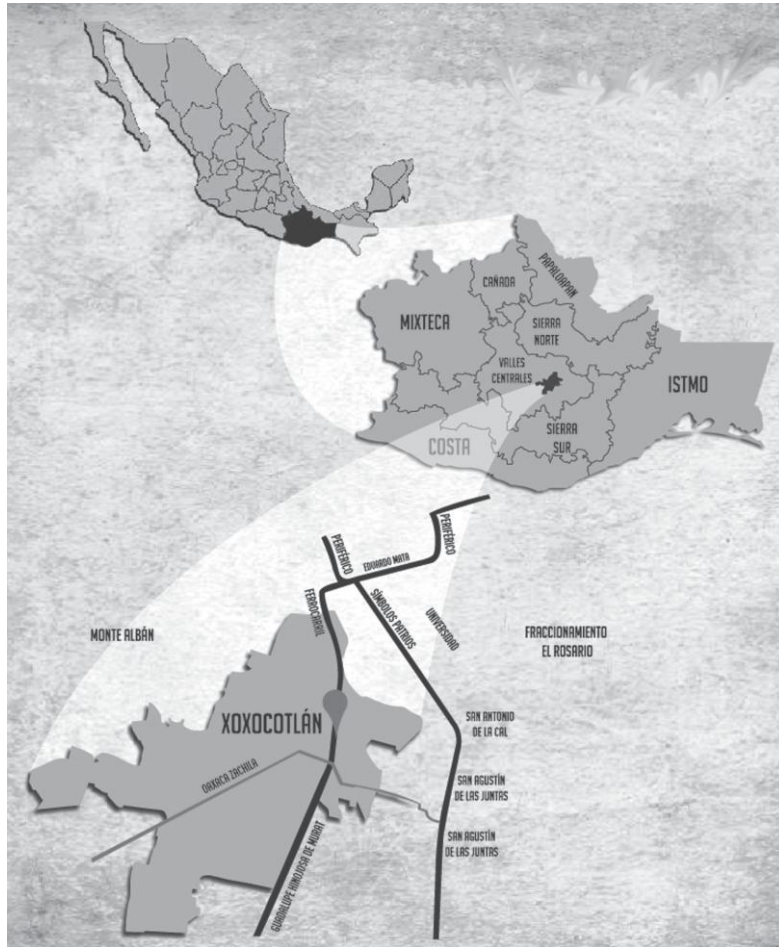 CAÑADA
PAPALOAPAN
MIXTECA
SIERRA
NORTE
VALLES
CENTRALES
ISTMO
COSTA
SIERRA
SUR
PERIFÉRICO
PERIFÉRICO
EDUARDO MATA
FERROCARRIL
SÍMBOLOS PATRIOS
UNIVERSIDAD
MONTE ALBÁN
FRACCIONAMIENTO
EL ROSARIO
XOXOCOTLÁN
SAN ANTONIO
DE LA CAL
OAXACA ZACHILA
SAN AGUSTÍN
DE LAS JUNTAS
SAN AGUSTÍN
DE LAS JUNTAS
GUADALUPE HINOJOSA DE MURAT